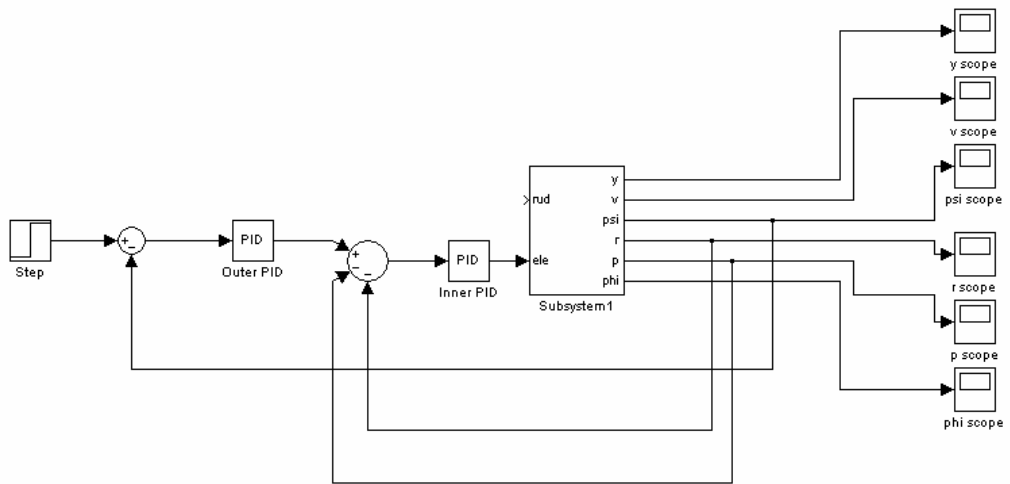 y scope
v scope
psi scope
r scope
p scope
phi scope
Step
+
−
PID
Outer PID
+
−
−
PID
Inner PID
rud
ele
y
v
psi
r
p
phi
Subsystem1